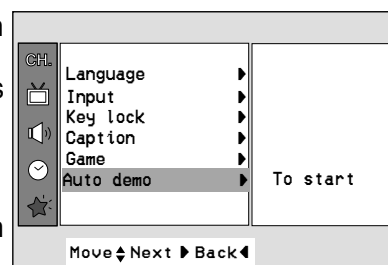 n
CH.
s
Language ▶
Input ▶
Key lock ▶
Caption ▶
Game ▶
Auto demo ▶ To start
n
Move ▲▼ Next ▶ Back ◀